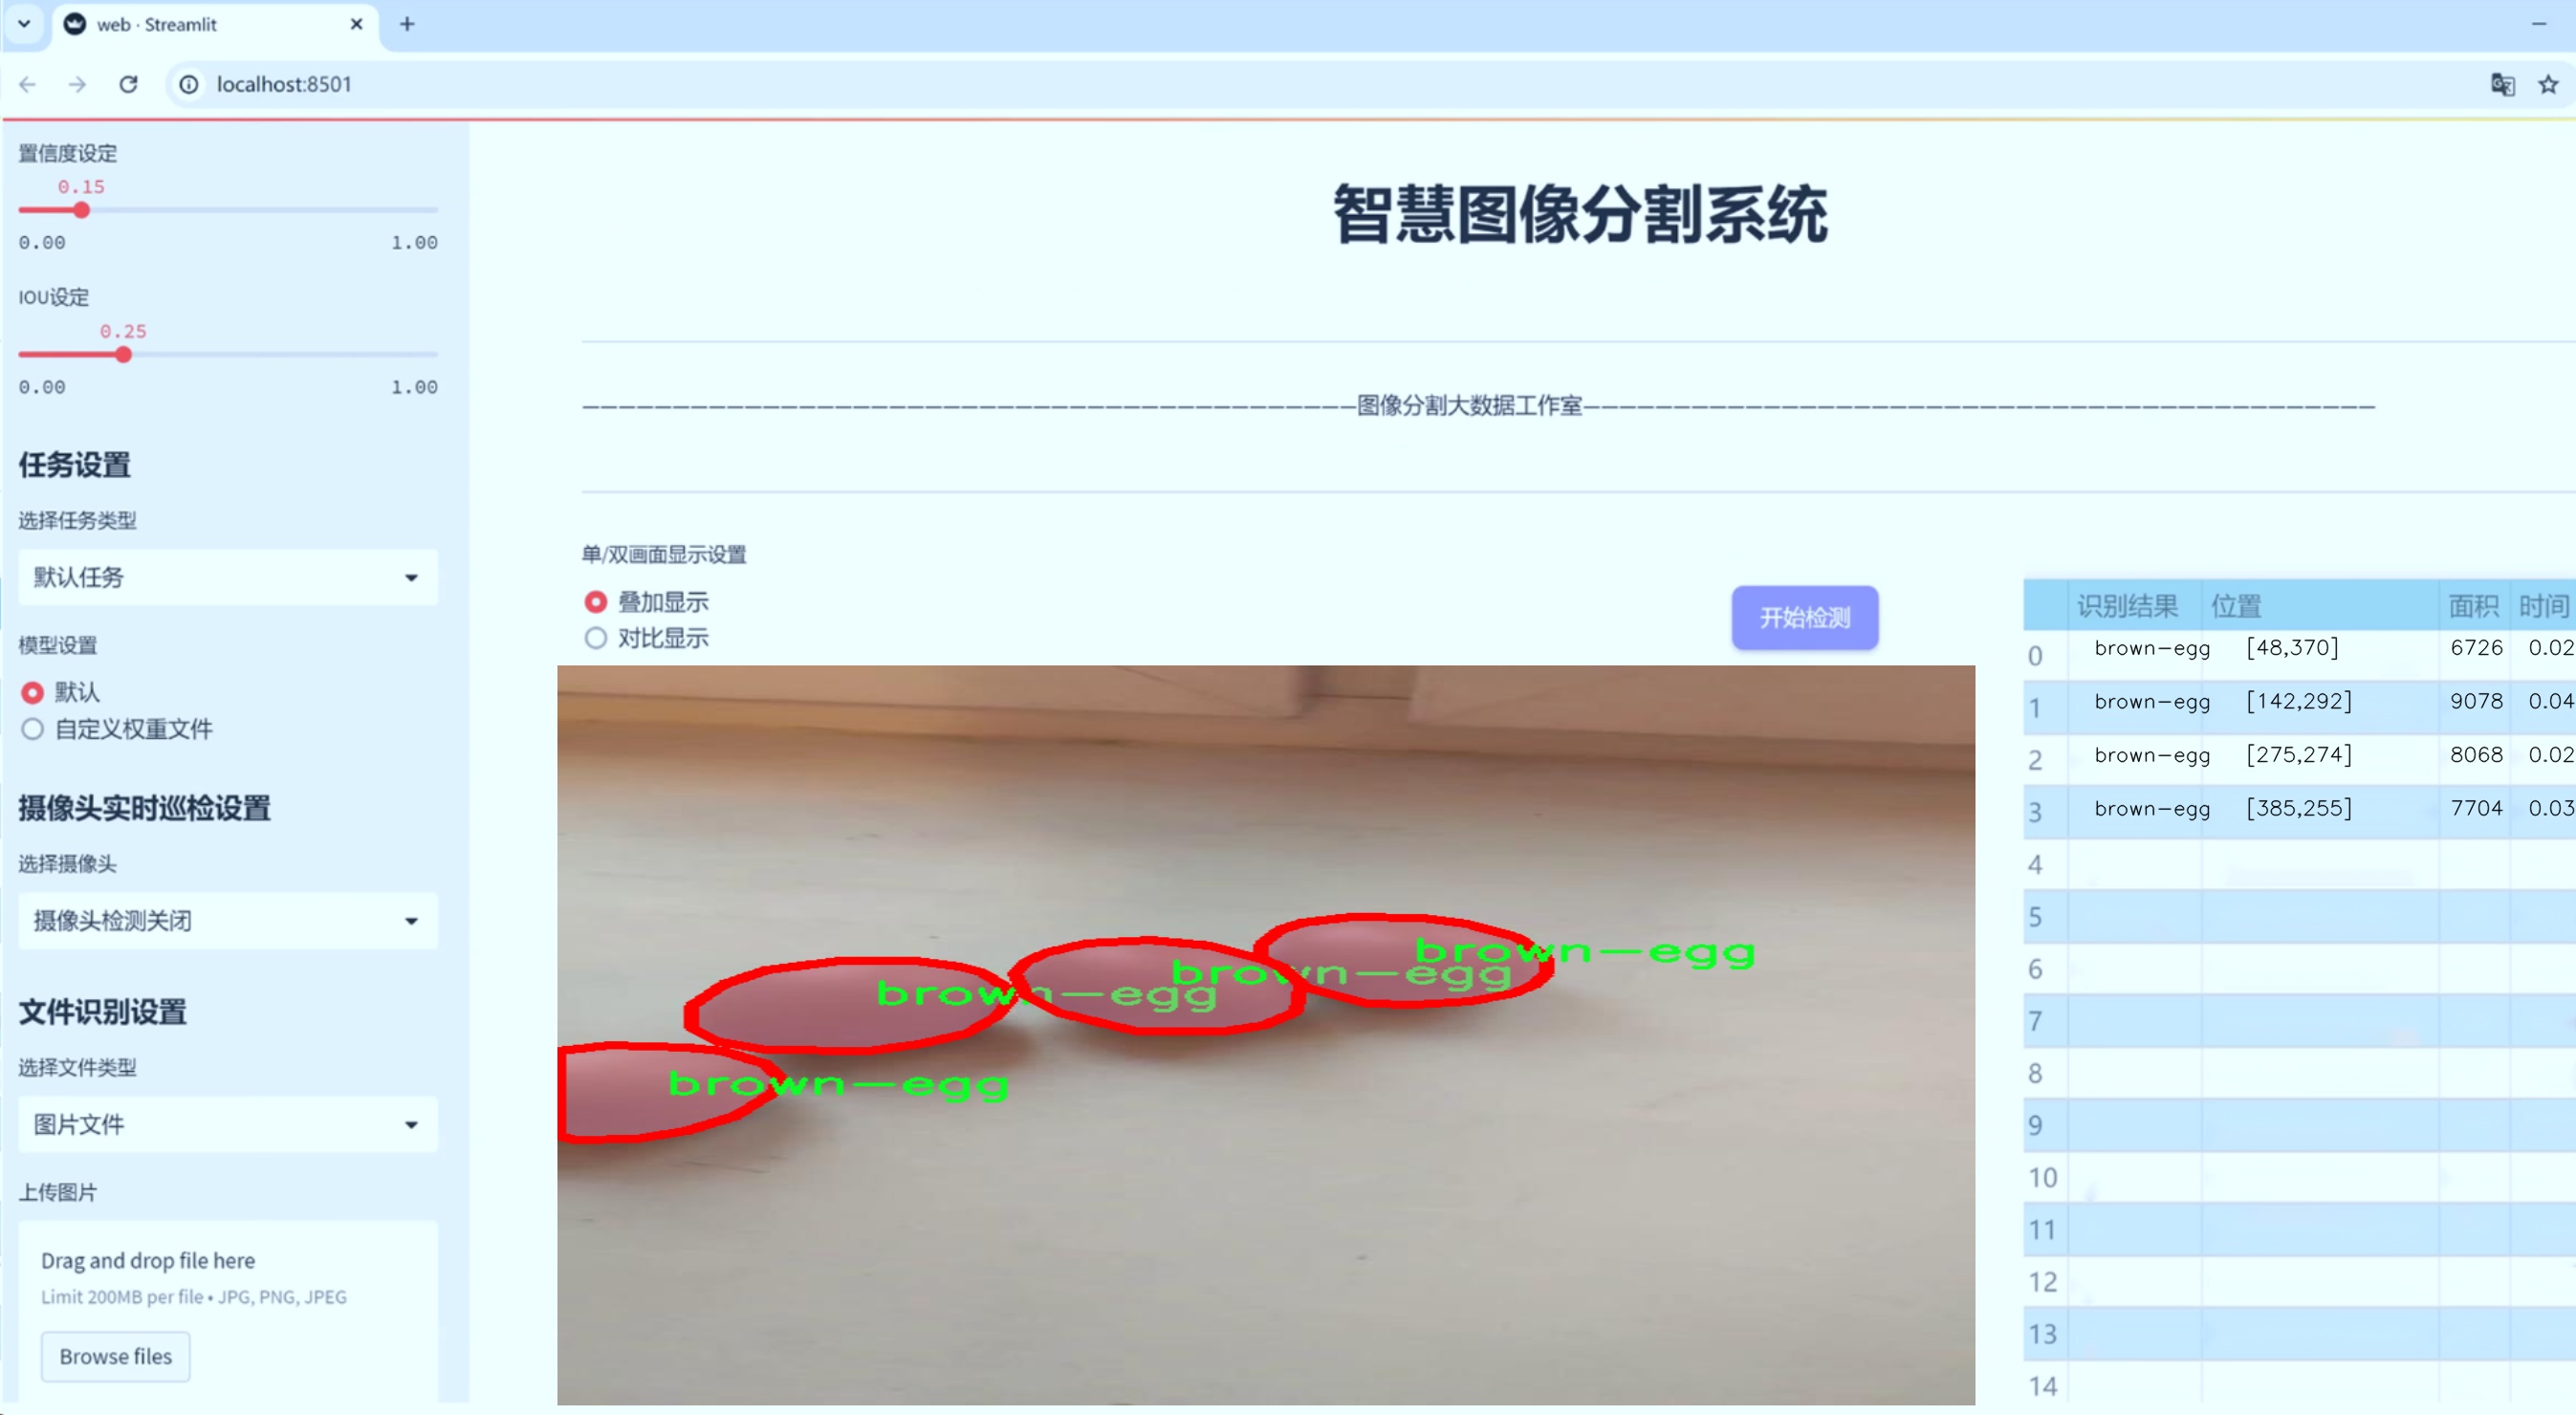 web · Streamlit
localhost:8501
置信度设定
0.15
0.00 1.00
IOU设定
0.25
0.00 1.00
任务设置
选择任务类型
默认任务
模型设置
默认
自定义权重文件
摄像头实时巡检设置
选择摄像头
摄像头检测关闭
文件识别设置
选择文件类型
图片文件
上传图片
Drag and drop file here
Limit 200MB per file • JPG, PNG, JPEG
Browse files
智慧图像分割系统
———————————————————————————————————————————图像分割大数据工作室————————————————————————————————————————————
单/双画面显示设置
叠加显示
对比显示
开始检测
brown-egg
brown-egg
brown-egg
brown-egg
识别结果 位置 面积 时间
0 brown-egg [48,370] 6726 0.02
1 brown-egg [142,292] 9078 0.04
2 brown-egg [275,274] 8068 0.02
3 brown-egg [385,255] 7704 0.03
4
5
6
7
8
9
10
11
12
13
14